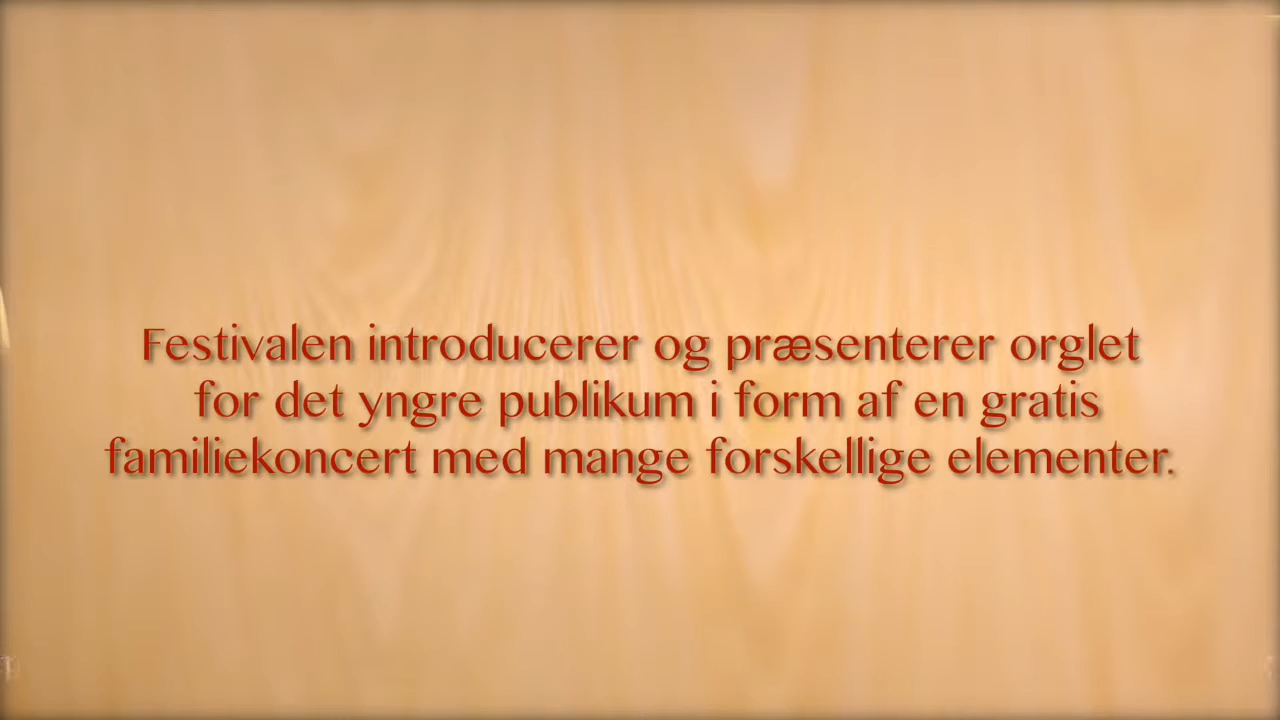 Festivalen introducerer og præsenterer orglet
for det yngre publikum i form af en gratis
familiekoncert med mange forskellige elementer.